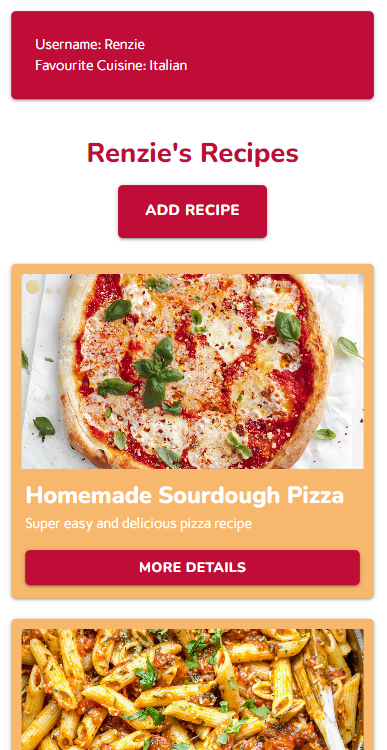 Username: Renzie
Favourite Cuisine: Italian
Renzie's Recipes
ADD RECIPE
Homemade Sourdough Pizza
Super easy and delicious pizza recipe
MORE DETAILS